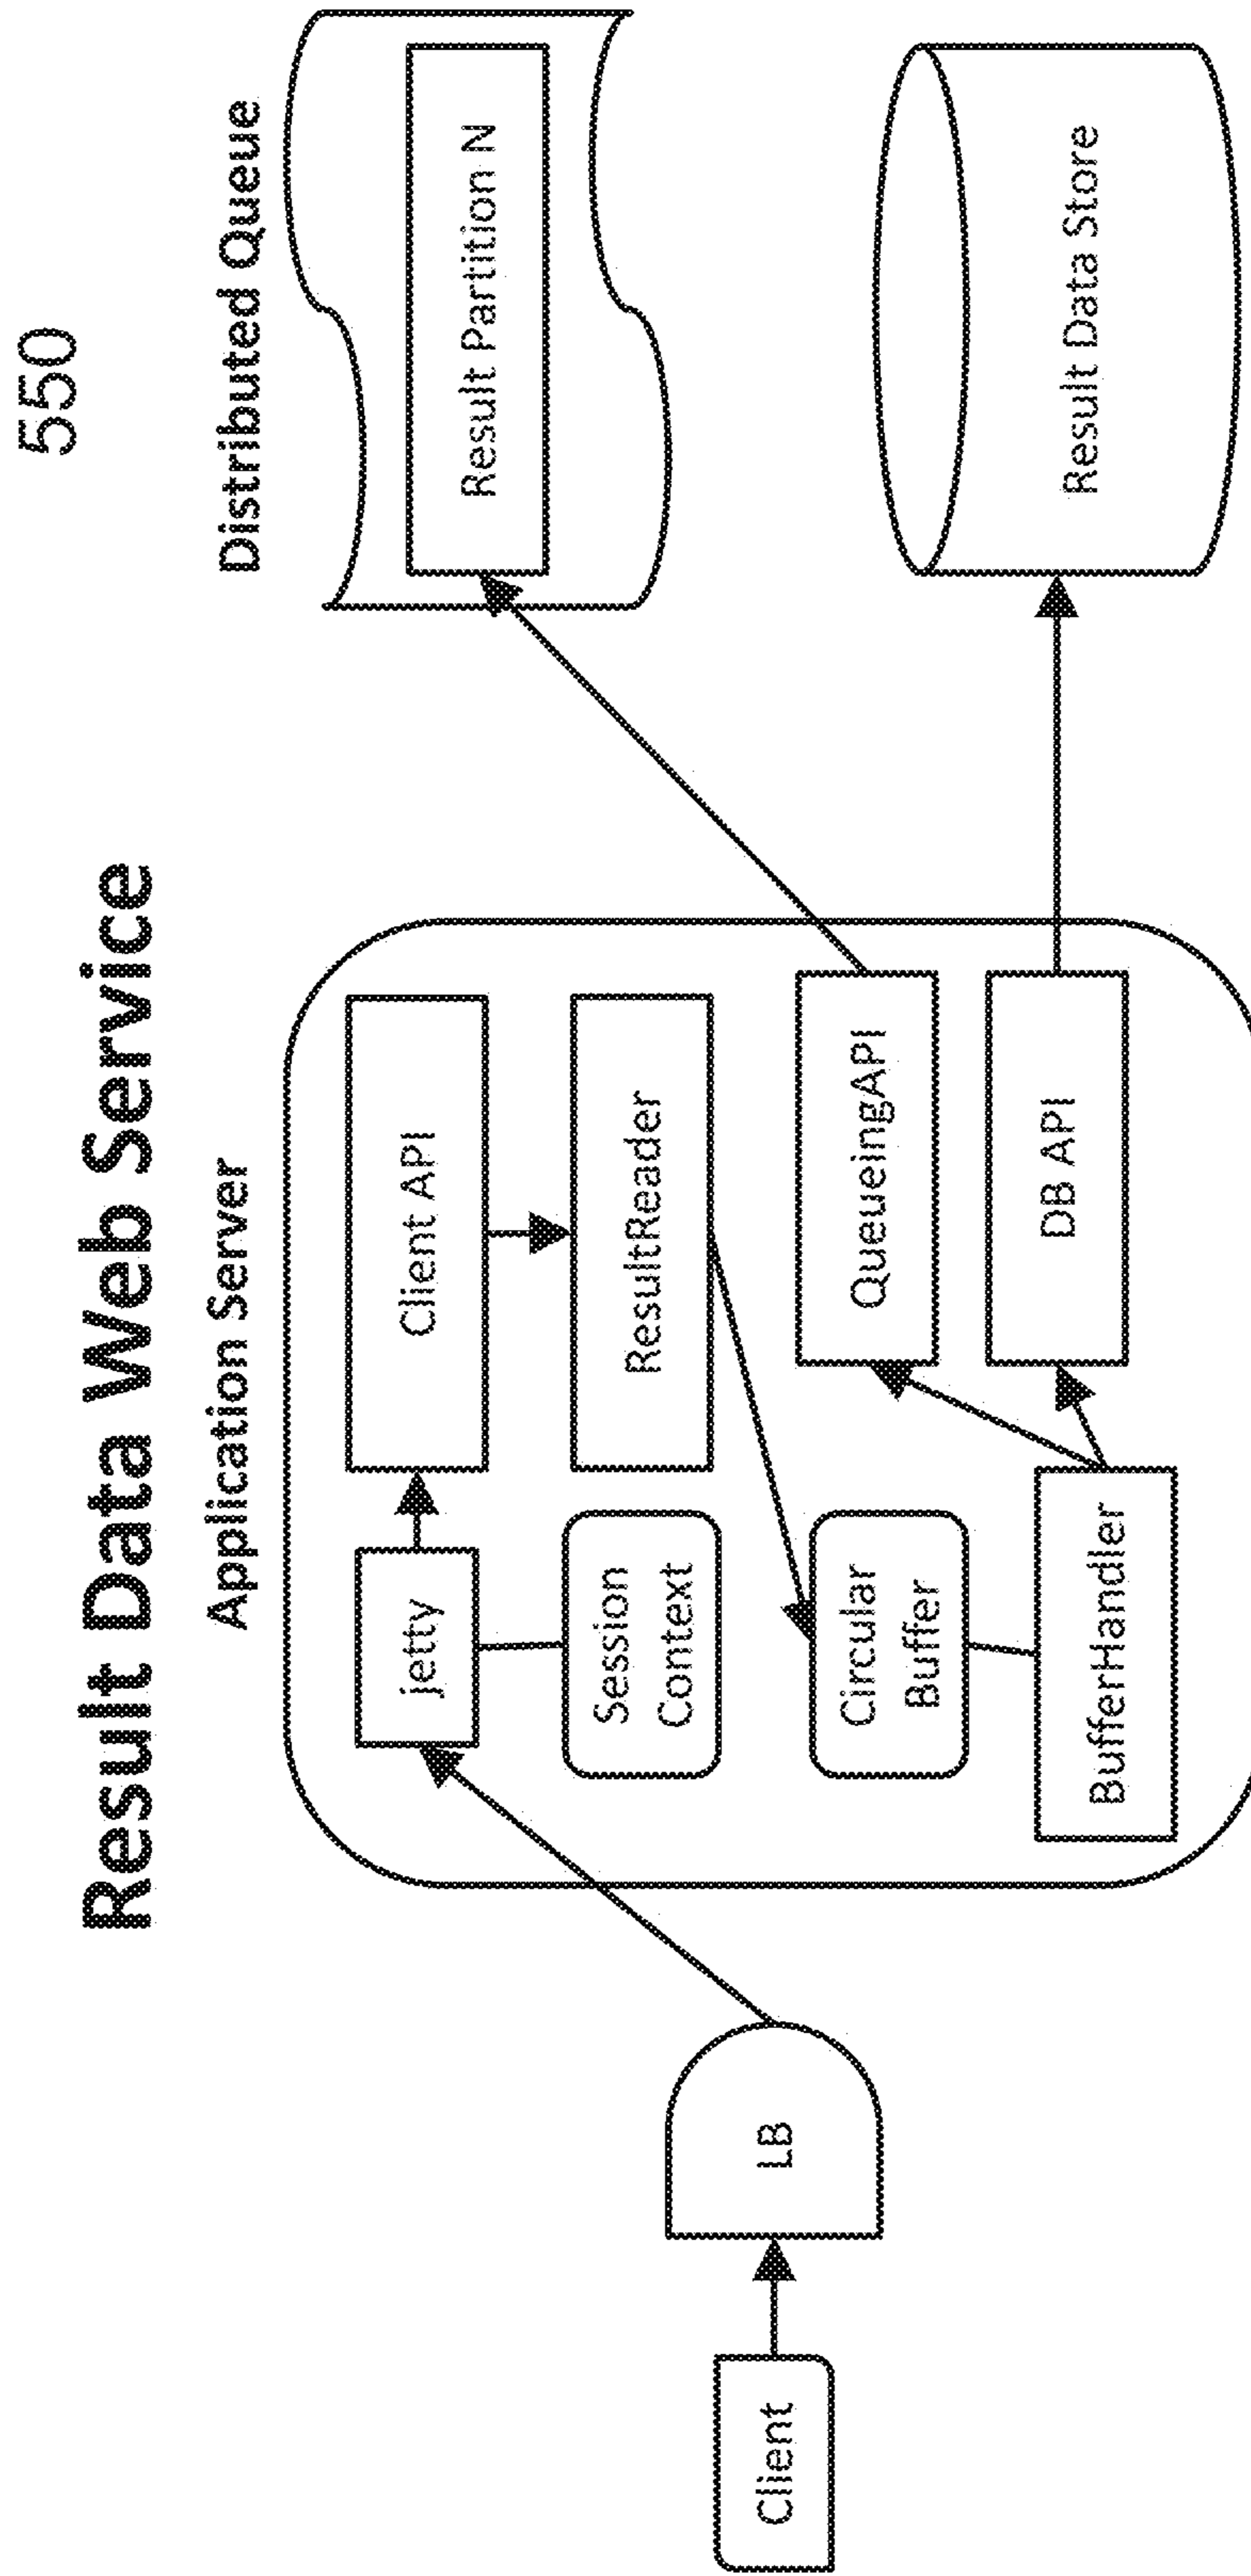 550
Result Data Web Service
Application Server
Distributed Queue
jetty
Client API
Result Partition N
Session
Context
ResultReader
Client
LB
Circular
Buffer
QueueingAPI
BufferHandler
DB API
Result Data Store